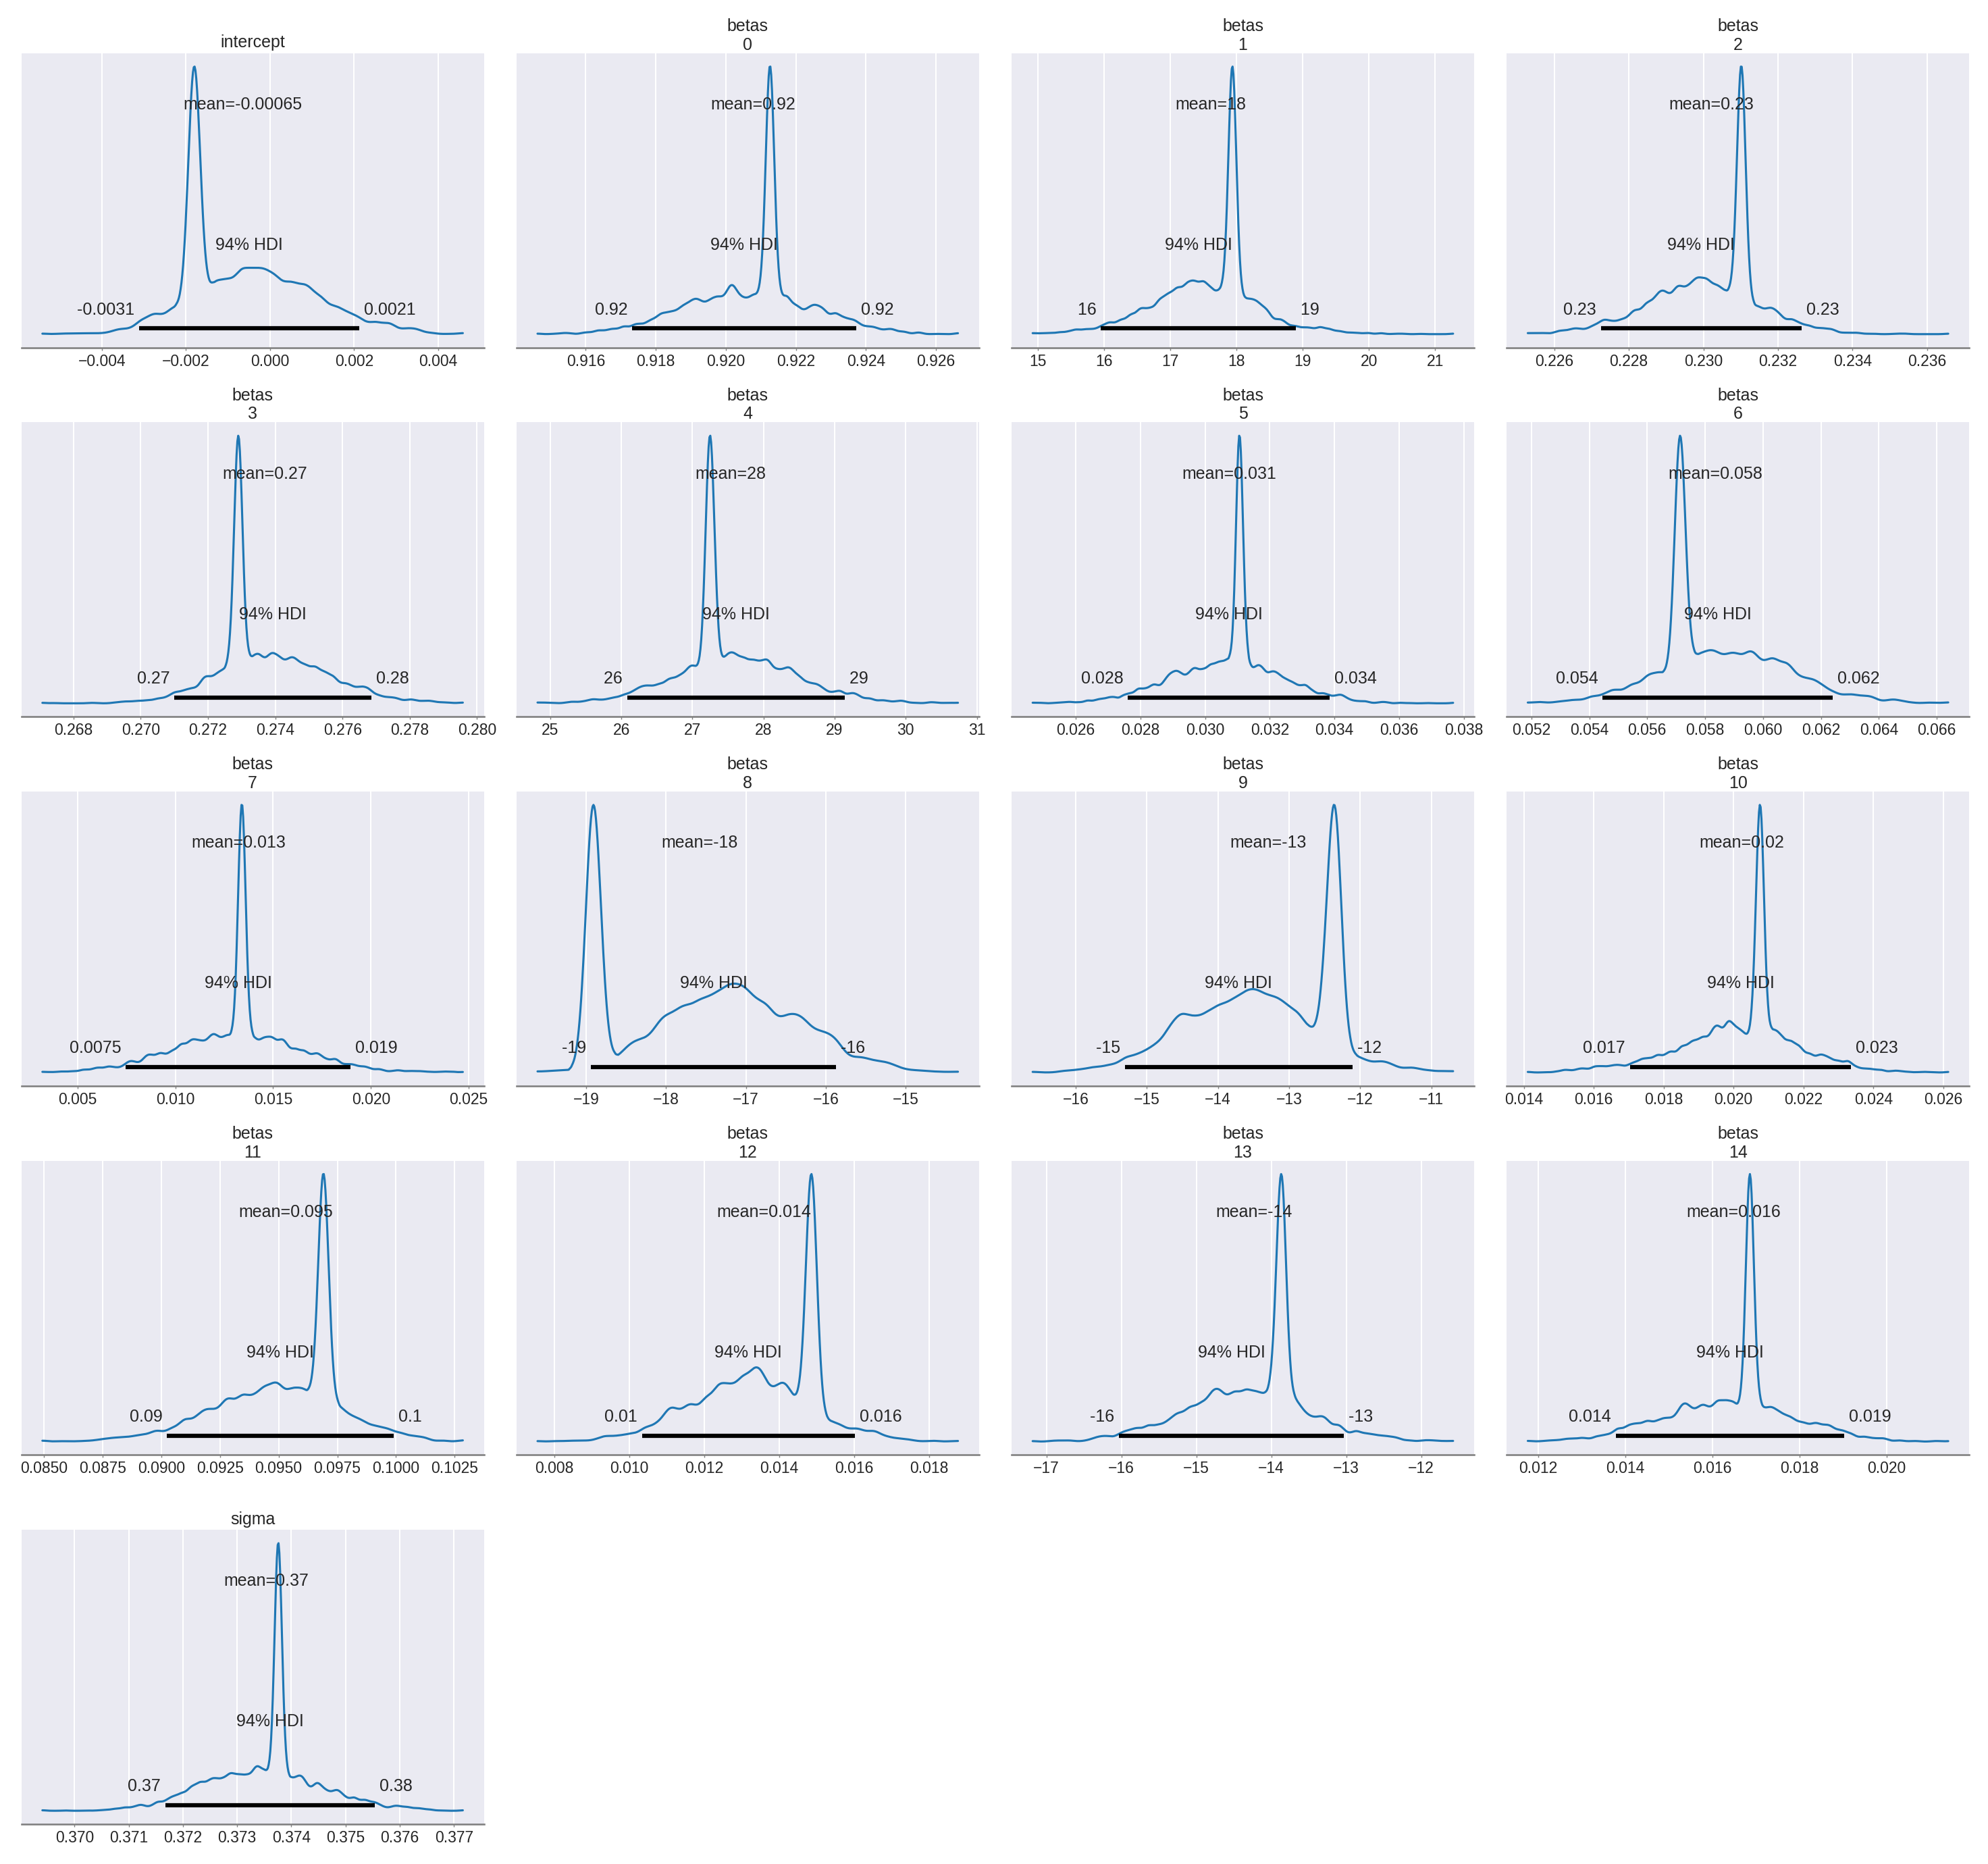 intercept
mean=-0.00065
94% HDI
-0.0031 0.0021
-0.004 -0.002 0.000 0.002 0.004
betas
0
mean=0.92
94% HDI
0.92 0.92
0.916 0.918 0.920 0.922 0.924 0.926
betas
1
mean=18
94% HDI
16 19
15 16 17 18 19 20 21
betas
2
mean=0.23
94% HDI
0.23 0.23
0.226 0.228 0.230 0.232 0.234 0.236
betas
3
mean=0.27
94% HDI
0.27 0.28
0.268 0.270 0.272 0.274 0.276 0.278 0.280
betas
4
mean=28
94% HDI
26 29
25 26 27 28 29 30 31
betas
5
mean=0.031
94% HDI
0.028 0.034
0.026 0.028 0.030 0.032 0.034 0.036 0.038
betas
6
mean=0.058
94% HDI
0.054 0.062
0.052 0.054 0.056 0.058 0.060 0.062 0.064 0.066
betas
7
mean=0.013
94% HDI
0.0075 0.019
0.005 0.010 0.015 0.020 0.025
betas
8
mean=-18
94% HDI
-19 -16
−19 −18 −17 −16 −15
betas
9
mean=-13
94% HDI
-15 -12
−16 −15 −14 −13 −12 −11
betas
10
mean=0.02
94% HDI
0.017 0.023
0.014 0.016 0.018 0.020 0.022 0.024 0.026
betas
11
mean=0.095
94% HDI
0.09 0.1
0.0850 0.0875 0.0900 0.0925 0.0950 0.0975 0.1000 0.1025
betas
12
mean=0.014
94% HDI
0.01 0.016
0.008 0.010 0.012 0.014 0.016 0.018
betas
13
mean=-14
94% HDI
-16 -13
−17 −16 −15 −14 −13 −12
betas
14
mean=0.016
94% HDI
0.014 0.019
0.012 0.014 0.016 0.018 0.020
sigma
mean=0.37
94% HDI
0.37 0.38
0.370 0.371 0.372 0.373 0.374 0.375 0.376 0.377